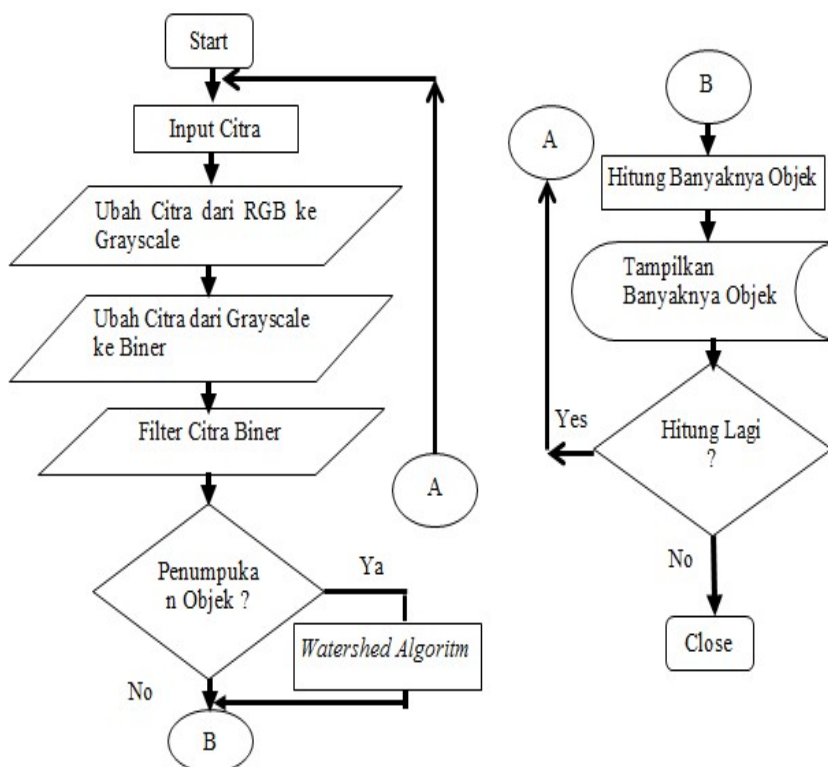 Start
Input Citra
Ubah Citra dari RGB ke
Grayscale
Ubah Citra dari Grayscale
ke Biner
Filter Citra Biner
A
Penumpuka
n Objek ?
Ya
Watershed Algoritm
No
B
B
A
Hitung Banyaknya Objek
Tampilkan
Banyaknya Objek
Yes
Hitung Lagi
?
No
Close